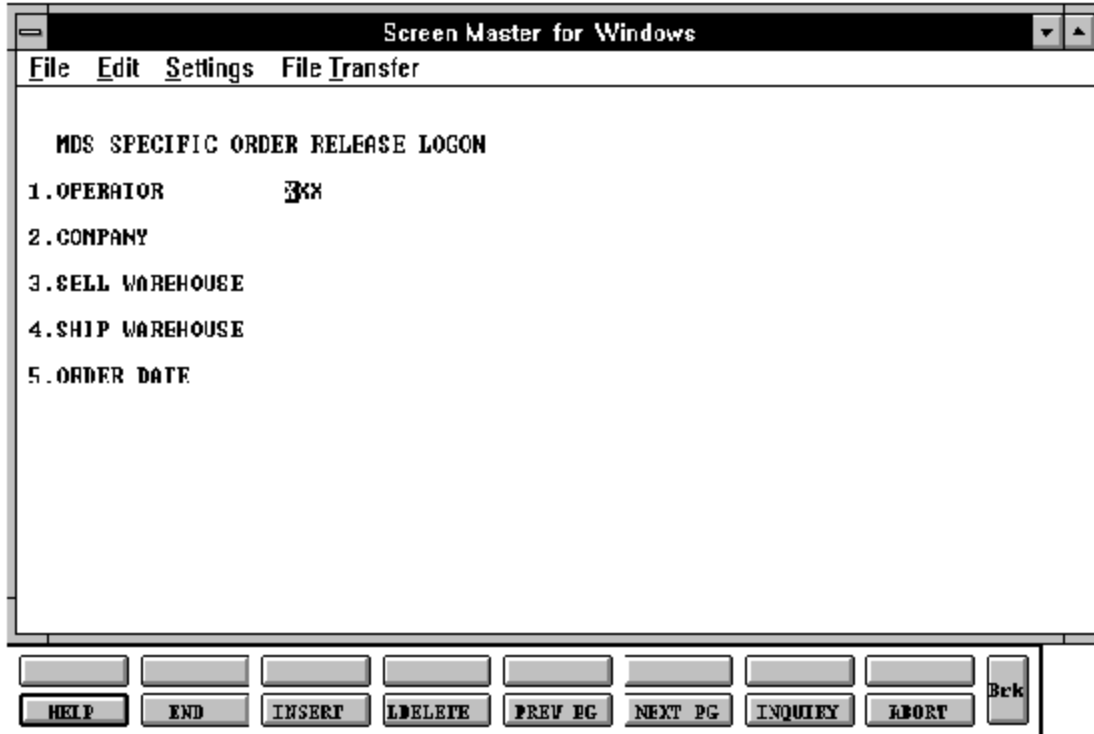 Screen Master for Windows
File Edit Settings File Transfer
MDS SPECIFIC ORDER RELEASE LOGON
1.OPERATOR XXX
2.COMPANY
3.SELL WAREHOUSE
4.SHIP WAREHOUSE
5.ORDER DATE
Brk
HELP END INSERT LDELETE PREV PG NEXT PG INQUIRY ABORT